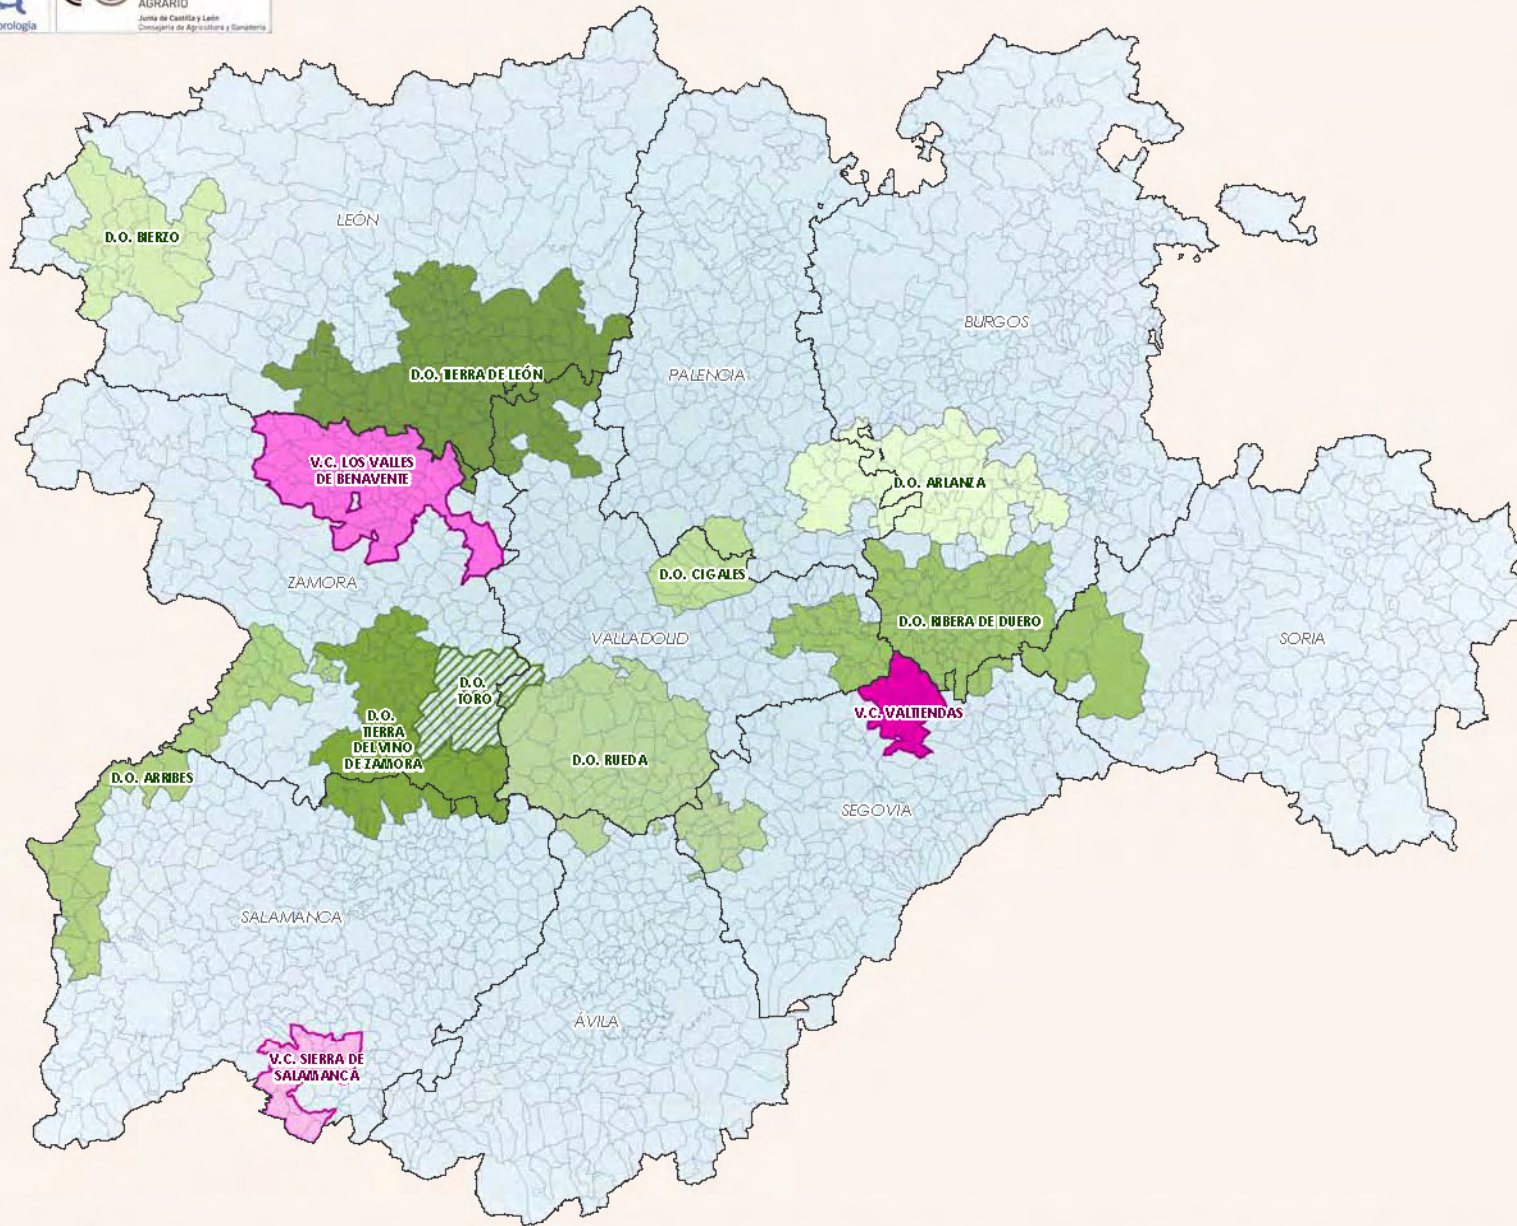 AGRARIO
Junta de Castilla y León
Consejería de Agricultura y Ganadería
LEÓN
D.O. BIERZO
BURGOS
D.O. TIERRA DE LEÓN
PALENCIA
V.C. LOS VALLES
DE BENAVENTE
D.O. ARLANZA
D.O. CIGALES
ZAMORA
D.O. RIBERA DE DUERO
VALLADOLID
SORIA
D.O.
TORO
D.O.
TIERRA
DEL VINO
DE ZAMORA
V.C. VALTIENDAS
D.O. RUEDA
D.O. ARRIBES
SEGOVIA
SALAMANCA
ÁVILA
V.C. SIERRA DE
SALAMANCA